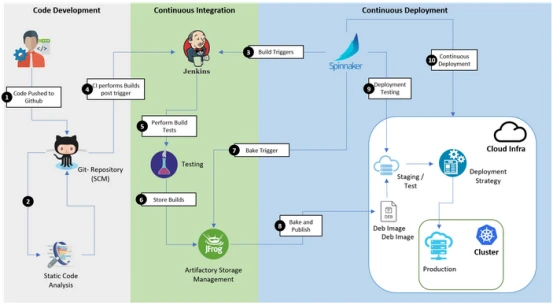 Code Development
Continuous Integration
Continuous Deployment
1
Code Pushed to
Github
4
CI performs Builds
post trigger
Jenkins
3
Build Triggers
Spinnaker
10
Continuous
Deployment
9
Deployment
Testing
5
Perform Build
Tests
Git- Repository
(SCM)
Testing
7
Bake Trigger
Cloud Infra
Staging /
Test
Deployment
Strategy
2
6
Store Builds
8
Bake and
Publish
DEB
Deb Image
Deb Image
JFrog
Artifactory Storage
Management
Static Code
Analysis
Production
Cluster